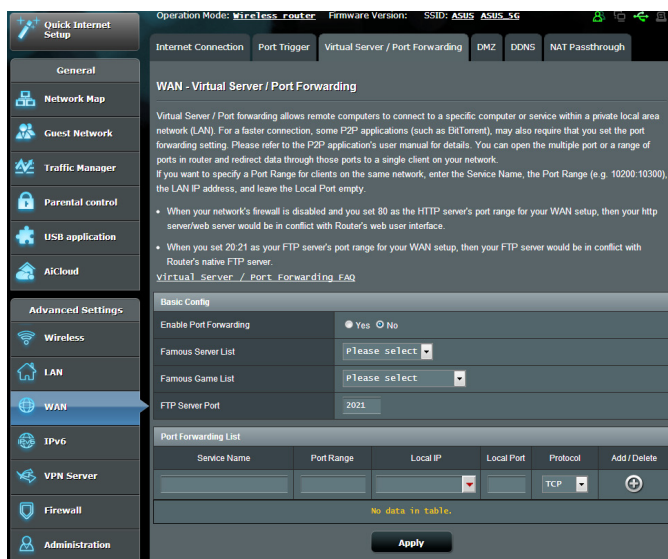 Quick Internet
Setup
General
Network Map
Guest Network
Traffic Manager
Parental control
USB application
AiCloud
Advanced Settings
Wireless
LAN
WAN
IPv6
VPN Server
Firewall
Administration
Operation Mode: Wireless router Firmware Version: SSID: ASUS ASUS_5G
Internet Connection Port Trigger Virtual Server / Port Forwarding DMZ DDNS NAT Passthrough
WAN - Virtual Server / Port Forwarding
Virtual Server / Port forwarding allows remote computers to connect to a specific computer or service within a private local area
network (LAN). For a faster connection, some P2P applications (such as BitTorrent), may also require that you set the port
forwarding setting. Please refer to the P2P application's user manual for details. You can open the multiple port or a range of
ports in router and redirect data through those ports to a single client on your network.
If you want to specify a Port Range for clients on the same network, enter the Service Name, the Port Range (e.g. 10200:10300),
the LAN IP address, and leave the Local Port empty.
• When your network's firewall is disabled and you set 80 as the HTTP server's port range for your WAN setup, then your http
server/web server would be in conflict with Router's web user interface.
• When you set 20:21 as your FTP server's port range for your WAN setup, then your FTP server would be in conflict with
Router's native FTP server.
Virtual Server / Port Forwarding FAQ
Basic Config
Enable Port Forwarding Yes No
Famous Server List Please select
Famous Game List Please select
FTP Server Port 2021
Port Forwarding List
Service Name Port Range Local IP Local Port Protocol Add / Delete
TCP
No data in table.
Apply